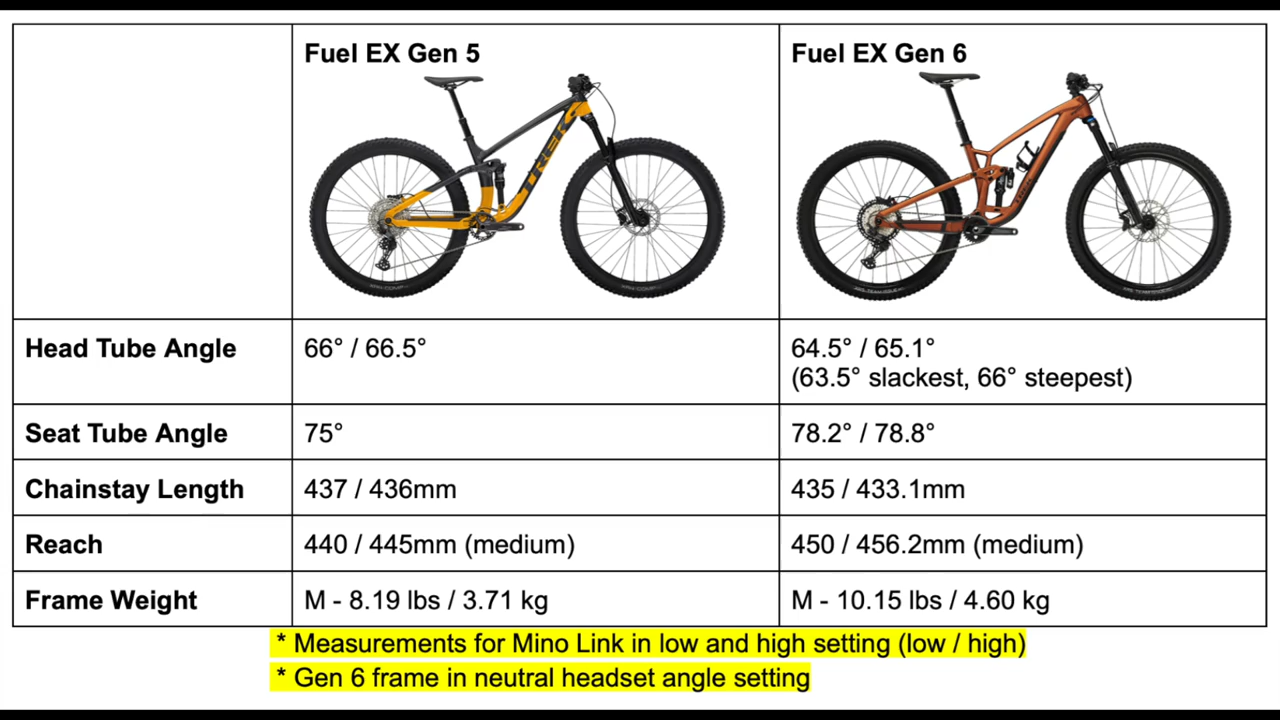 Fuel EX Gen 5
Fuel EX Gen 6
TREK
Head Tube Angle
66° / 66.5°
64.5° / 65.1°
(63.5° slackest, 66° steepest)
Seat Tube Angle
75°
78.2° / 78.8°
Chainstay Length
437 / 436mm
435 / 433.1mm
Reach
440 / 445mm (medium)
450 / 456.2mm (medium)
Frame Weight
M - 8.19 lbs / 3.71 kg
M - 10.15 lbs / 4.60 kg
* Measurements for Mino Link in low and high setting (low / high)
* Gen 6 frame in neutral headset angle setting